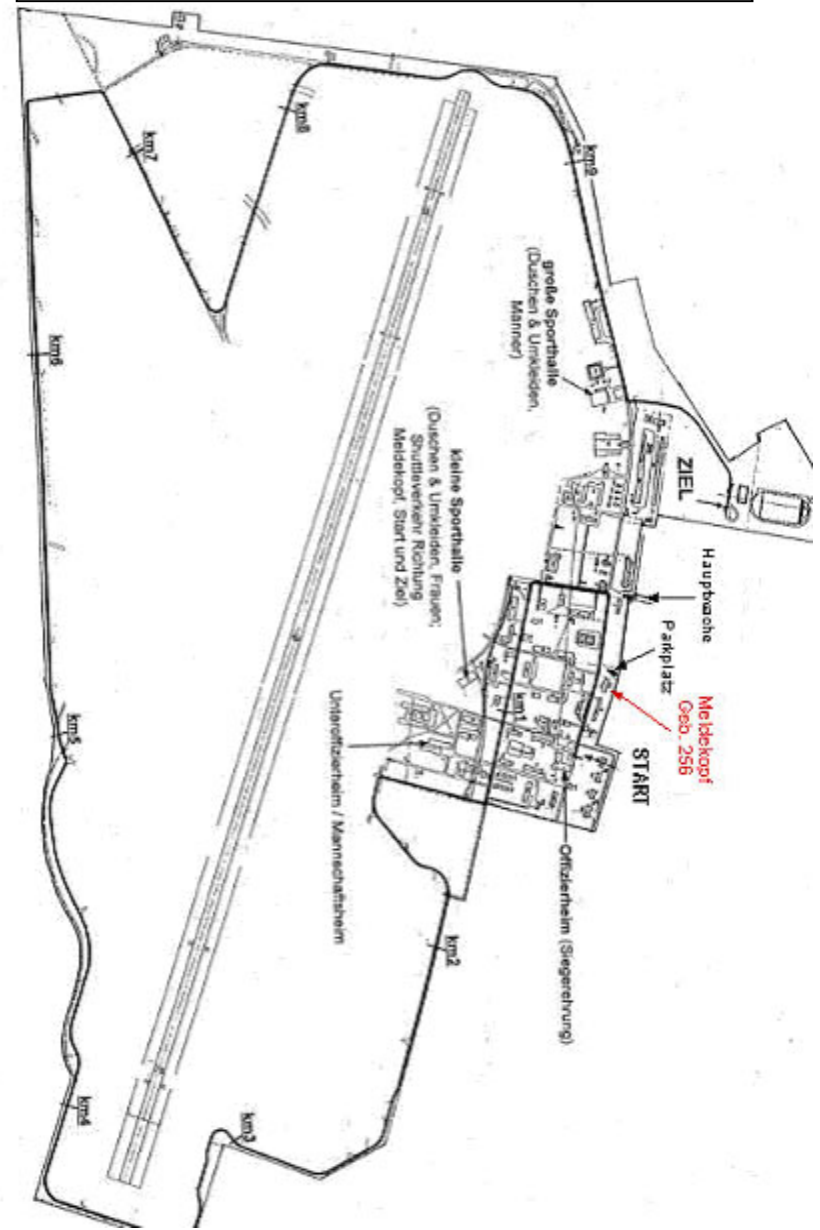 km8
km7
km9
km6
große Sporthalle
(Duschen & Umkleiden,
Männer)
ZIEL
kleine Sporthalle
(Duschen & Umkleiden, Frauen;
Shuttleverkehr Richtung
Meldekopf, Start und Ziel)
Hauptwache
Parkplatz
Meldekopf
Geb. 256
START
km1
Unteroffizierheim / Mannschaftsheim
Offizierheim (Siegerehrung)
km5
km2
km4
km3